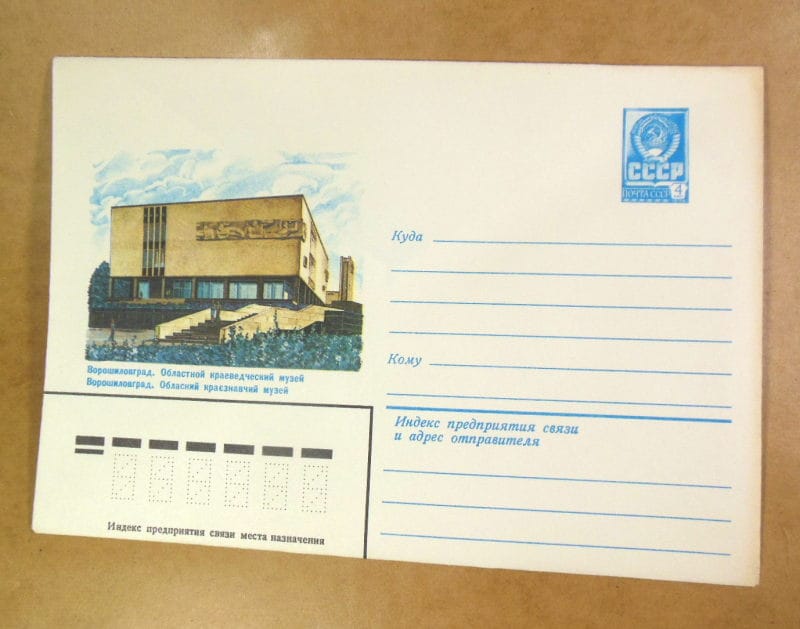 СССР
ПОЧТА СССР 4
Куда
Кому
Ворошиловград. Областной краеведческий музей
Ворошиловград. Обласний краєзнавчий музей
Индекс предприятия связи
и адрес отправителя
Индекс предприятия связи места назначения